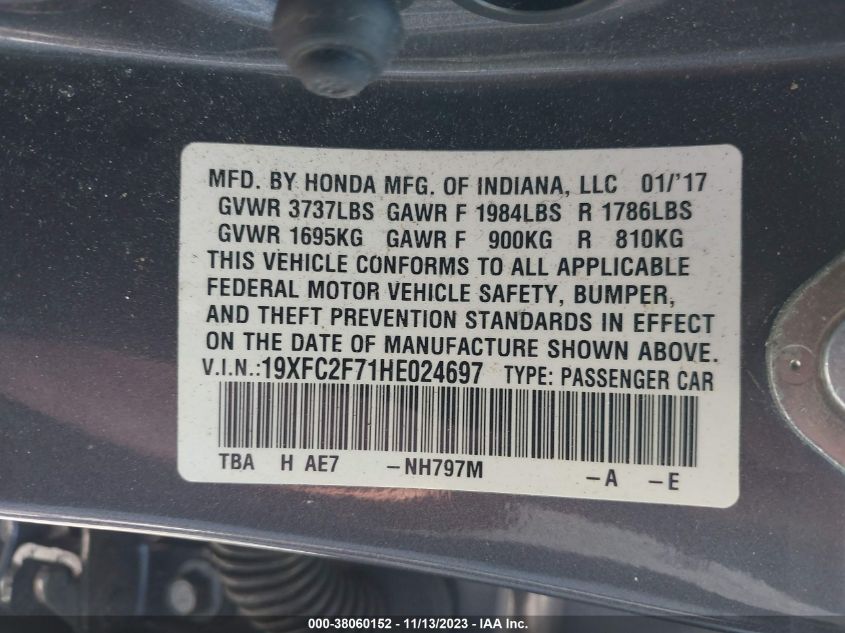 MFD. BY HONDA MFG. OF INDIANA, LLC 01/'17
GVWR 3737LBS GAWR F 1984LBS R 1786LBS
GVWR 1695KG GAWR F 900KG R 810KG
THIS VEHICLE CONFORMS TO ALL APPLICABLE
FEDERAL MOTOR VEHICLE SAFETY, BUMPER,
AND THEFT PREVENTION STANDARDS IN EFFECT
ON THE DATE OF MANUFACTURE SHOWN ABOVE.
V.I.N.:19XFC2F71HE024697 TYPE: PASSENGER CAR
TBA H AE7 –NH797M –A –E
000-38060152 — 11/13/2023 — IAA Inc.